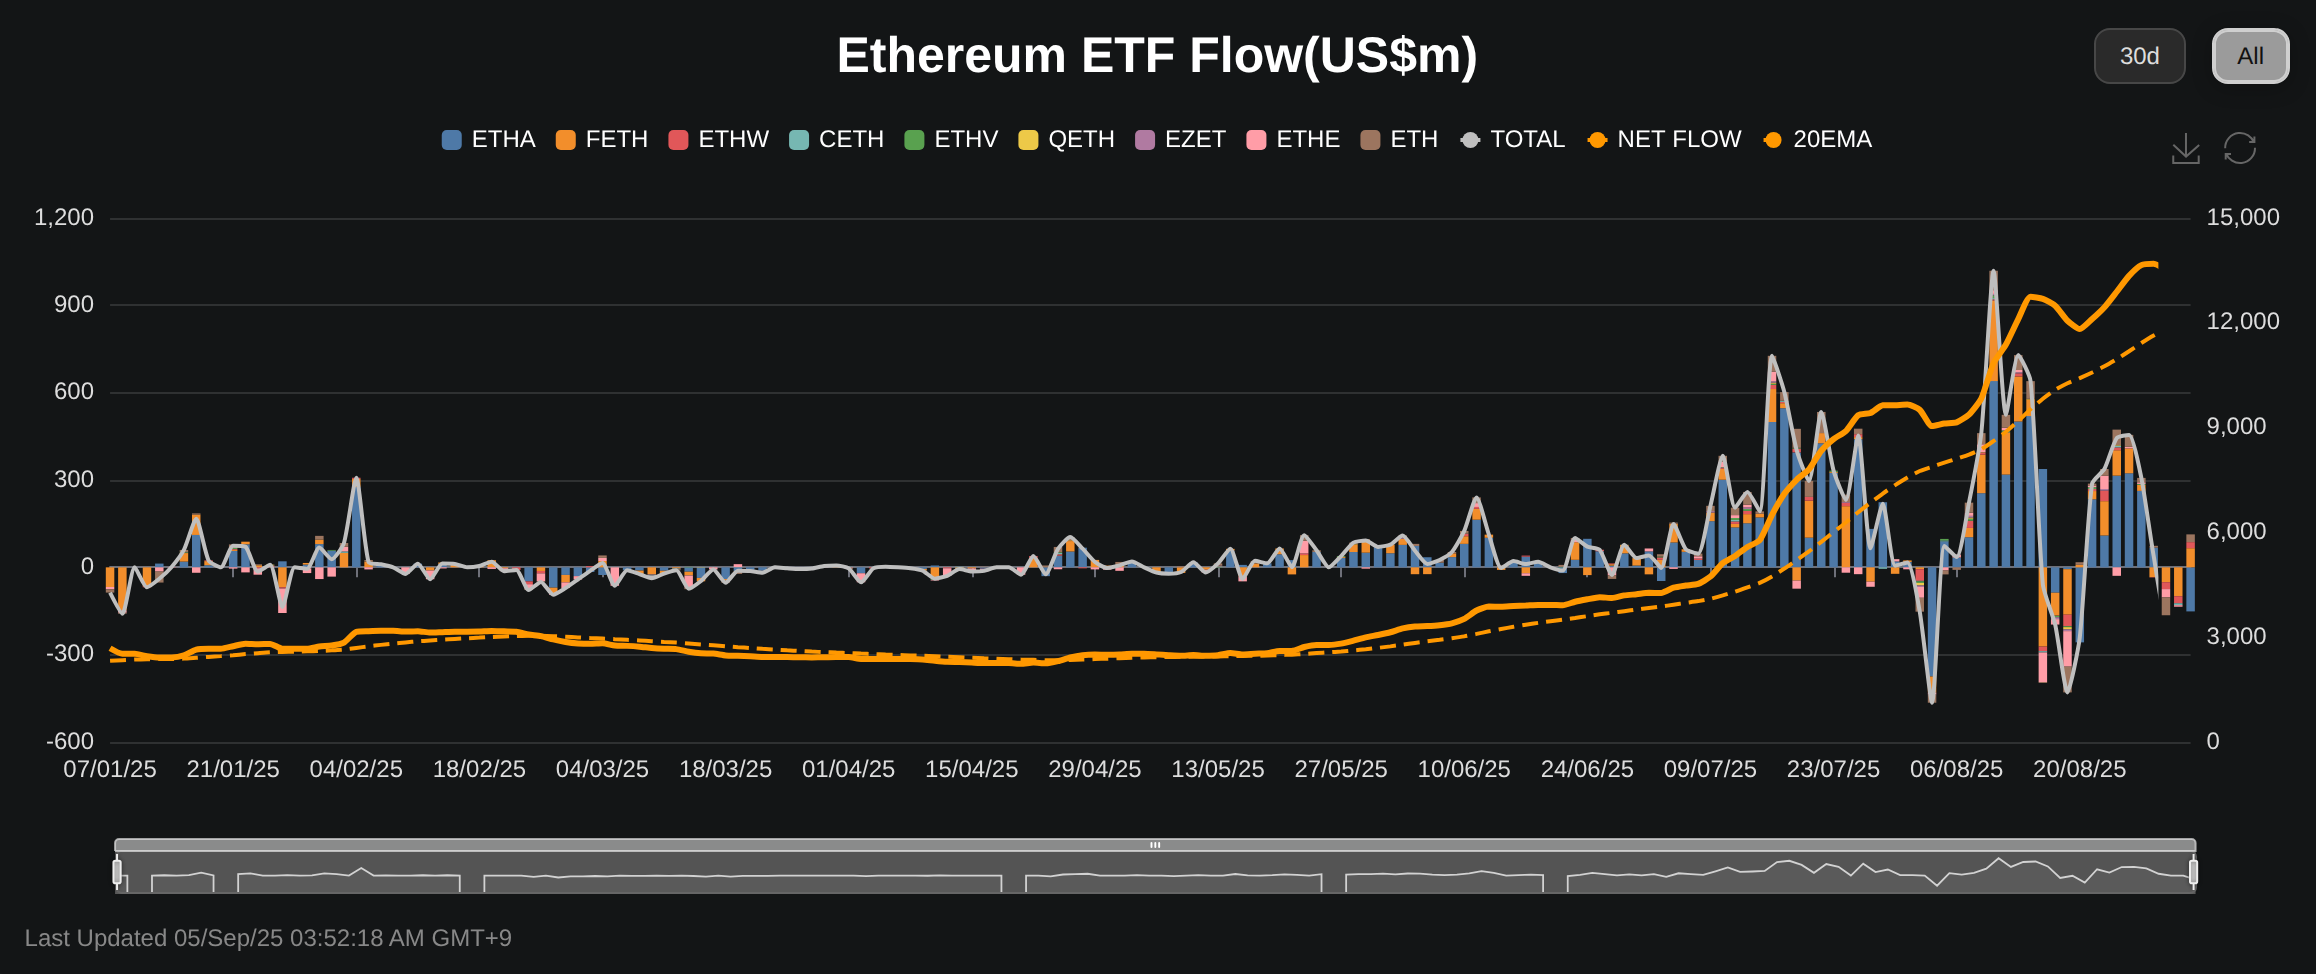 Ethereum ETF Flow(US$m)
30d
All
ETHA FETH ETHW CETH ETHV QETH EZET ETHE ETH TOTAL NET FLOW 20EMA
1,200
900
600
300
0
-300
-600
15,000
12,000
9,000
6,000
3,000
0
07/01/25 21/01/25 04/02/25 18/02/25 04/03/25 18/03/25 01/04/25 15/04/25 29/04/25 13/05/25 27/05/25 10/06/25 24/06/25 09/07/25 23/07/25 06/08/25 20/08/25
Last Updated 05/Sep/25 03:52:18 AM GMT+9